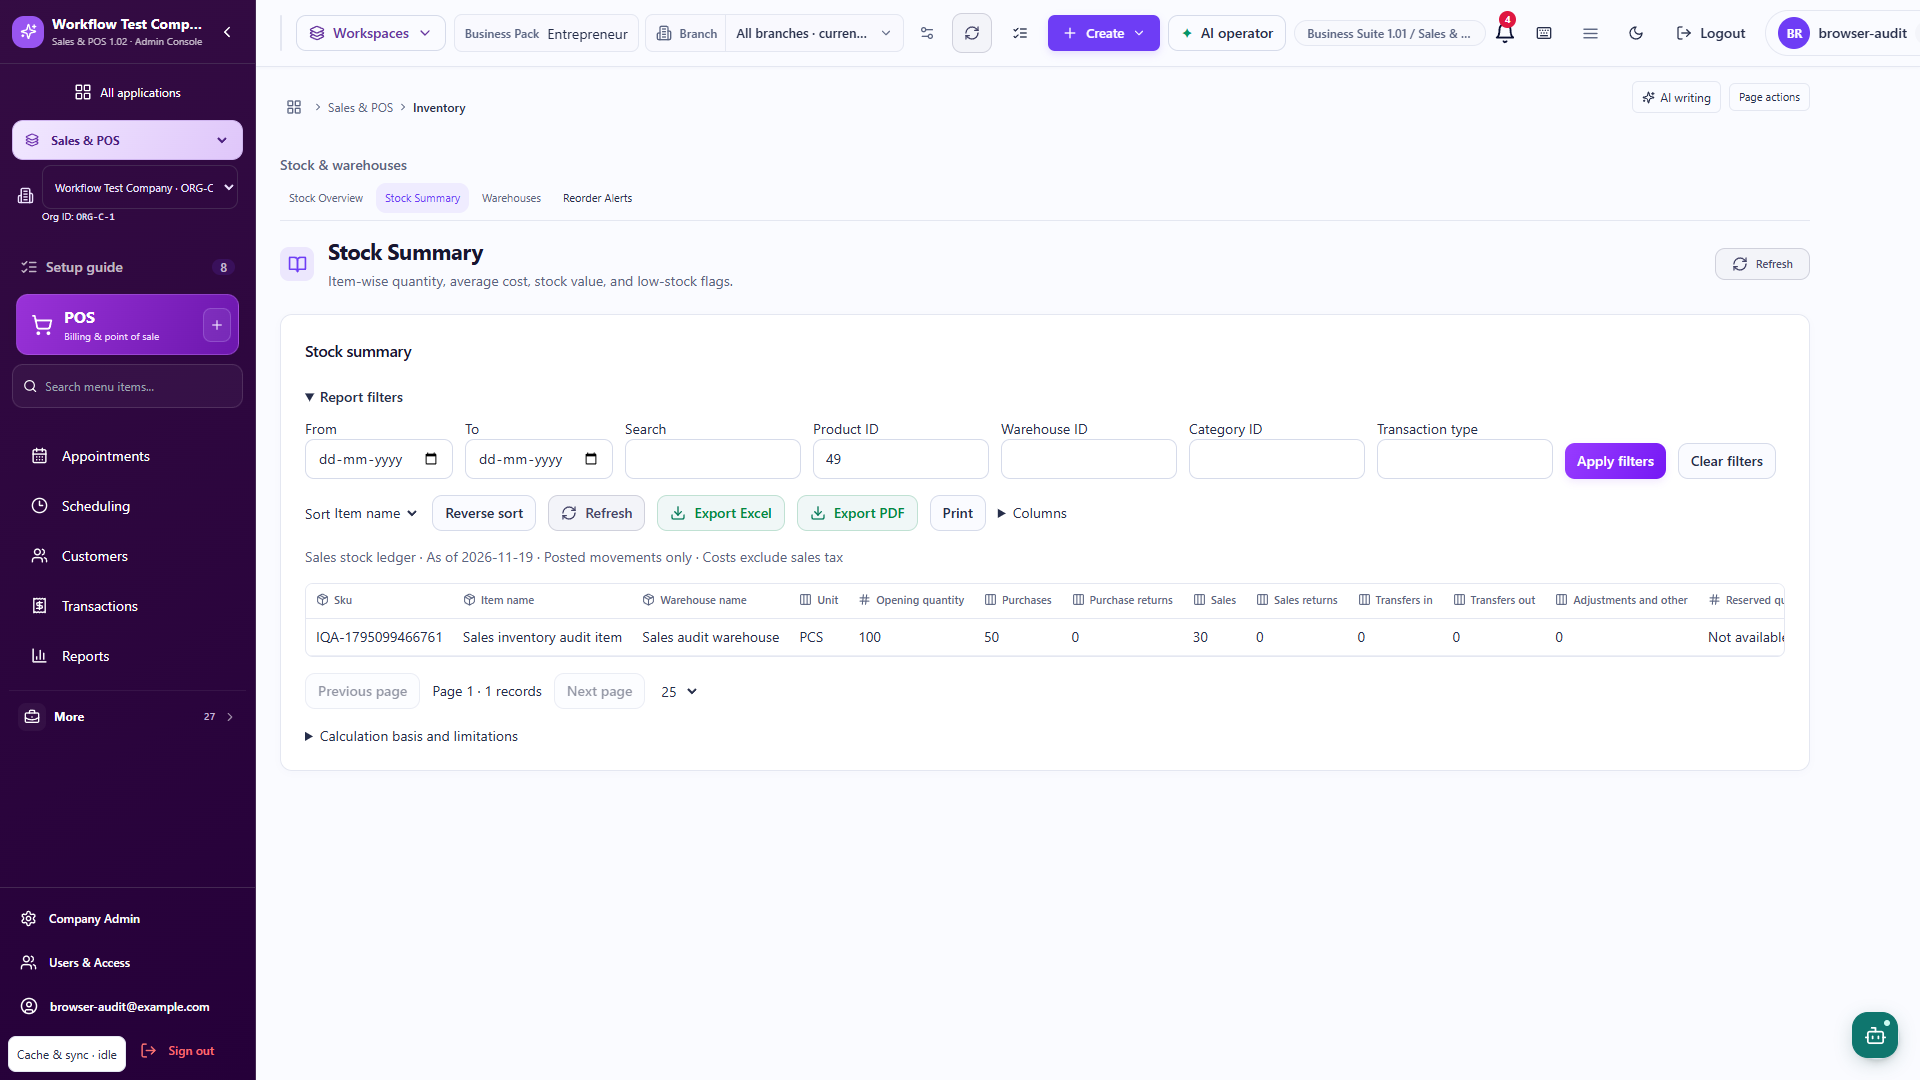 Workflow Test Comp...
Sales & POS 1.02 · Admin Console
All applications
Sales & POS
Workflow Test Company · ORG-C
Org ID: ORG-C-1
Setup guide 8
POS
Billing & point of sale
Search menu items...
Appointments
Scheduling
Customers
Transactions
Reports
More 27
Company Admin
Users & Access
browser-audit@example.com
Cache & sync · idle
Sign out
Workspaces
Business Pack Entrepreneur
Branch All branches · curren...
Create
AI operator
Business Suite 1.01 / Sales & ...
4
Logout
BR browser-audit
Sales & POS > Inventory
AI writing
Page actions
Stock & warehouses
Stock Overview Stock Summary Warehouses Reorder Alerts
Stock Summary
Item-wise quantity, average cost, stock value, and low-stock flags.
Refresh
Stock summary
Report filters
From To Search Product ID Warehouse ID Category ID Transaction type
dd-mm-yyyy dd-mm-yyyy 49 Apply filters Clear filters
Sort Item name Reverse sort Refresh Export Excel Export PDF Print Columns
Sales stock ledger · As of 2026-11-19 · Posted movements only · Costs exclude sales tax
Sku Item name Warehouse name Unit Opening quantity Purchases Purchase returns Sales Sales returns Transfers in Transfers out Adjustments and other Reserved qu
IQA-1795099466761 Sales inventory audit item Sales audit warehouse PCS 100 50 0 30 0 0 0 0 Not available
Previous page Page 1 · 1 records Next page 25
Calculation basis and limitations